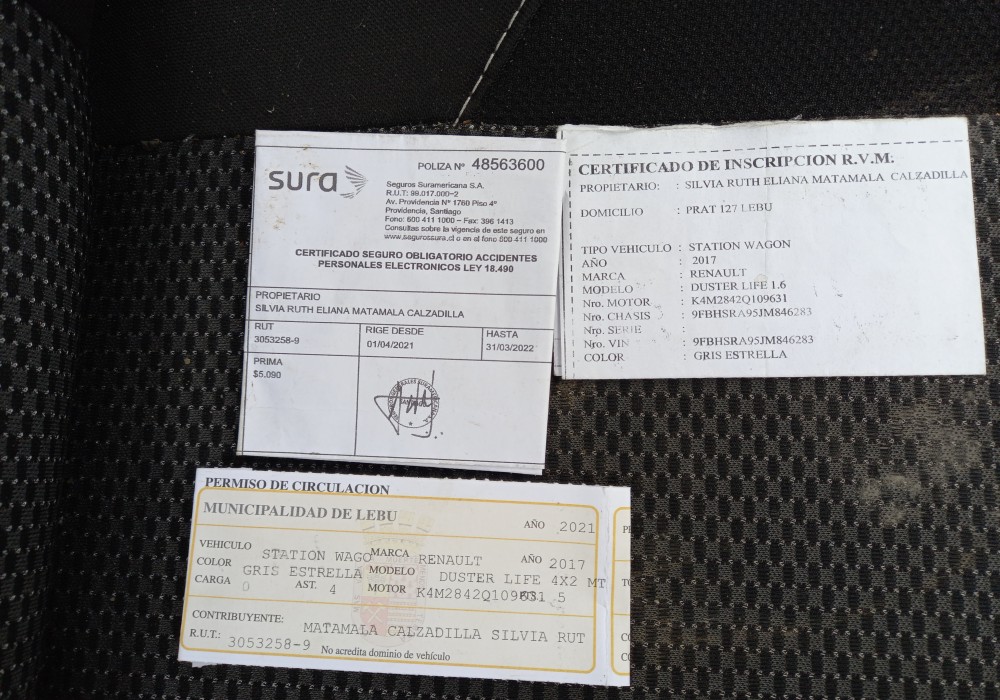 sura
POLIZA Nº 48563600
Seguros Suramericana S.A.
R.U.T: 99.017.000-2
Av. Providencia Nº 1760 Piso 4º
Providencia, Santiago
Fono: 600 411 1000 – Fax: 396 1413
Consultas sobre la vigencia de este seguro en
www.segurossura.cl o en el fono 600 411 1000
CERTIFICADO SEGURO OBLIGATORIO ACCIDENTES
PERSONALES ELECTRONICOS LEY 18.490
PROPIETARIO
SILVIA RUTH ELIANA MATAMALA CALZADILLA
RUT
3053258-9
RIGE DESDE
01/04/2021
HASTA
31/03/2022
PRIMA
$5.090
CERTIFICADO DE INSCRIPCION R.V.M:
PROPIETARIO: : SILVIA RUTH ELIANA MATAMALA CALZADILLA
DOMICILIO : PRAT 127 LEBU
TIPO VEHICULO : STATION WAGON
AÑO : 2017
MARCA : RENAULT
MODELO : DUSTER LIFE 1.6
Nro. MOTOR : K4M2842Q109631
Nro. CHASIS : 9FBHSRA95JM846283
Nro. SERIE :
Nro. VIN : 9FBHSRA95JM846283
COLOR : GRIS ESTRELLA
PERMISO DE CIRCULACION
MUNICIPALIDAD DE LEBU AÑO 2021
VEHICULO STATION WAGO MARCA RENAULT AÑO 2017
COLOR GRIS ESTRELLA MODELO DUSTER LIFE 4X2 MT
CARGA 0 AST. 4 MOTOR K4M2842Q109631 5
CONTRIBUYENTE: MATAMALA CALZADILLA SILVIA RUT
R.U.T.: 3053258-9 No acredita dominio de vehículo